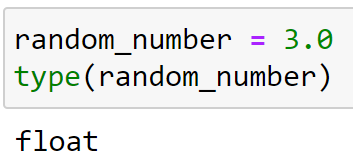 random_number = 3.0
type(random_number)
float